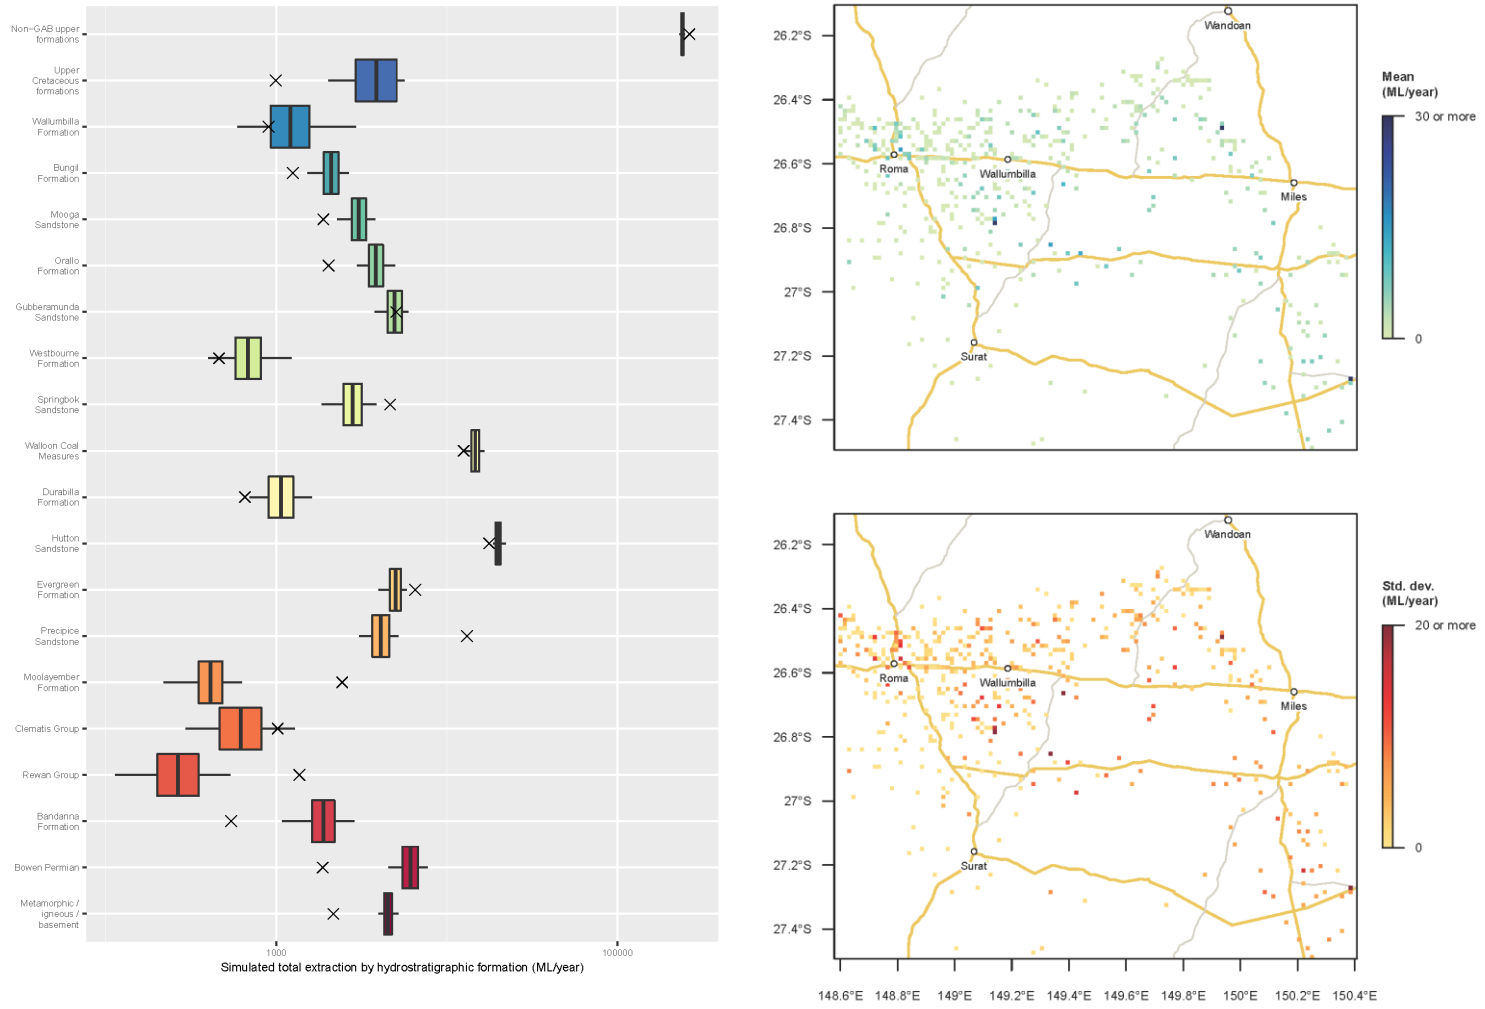 Non-GAB upper
formations
Upper
Cretaceous
formations
Wallumbilla
Formation
Bungil
Formation
Mooga
Sandstone
Orallo
Formation
Gubberamunda
Sandstone
Westbourne
Formation
Springbok
Sandstone
Walloon Coal
Measures
Durabilla
Formation
Hutton
Sandstone
Evergreen
Formation
Precipice
Sandstone
Moolayember
Formation
Clematis Group
Rewan Group
Bandanna
Formation
Bowen Permian
Metamorphic /
igneous /
basement
1000
100000
Simulated total extraction by hydrostratigraphic formation (ML/year)
26.2°S
26.4°S
26.6°S
26.8°S
27°S
27.2°S
27.4°S
Wandoan
Roma
Wallumbilla
Miles
Surat
Mean
(ML/year)
30 or more
0
26.2°S
26.4°S
26.6°S
26.8°S
27°S
27.2°S
27.4°S
Wandoan
Roma
Wallumbilla
Miles
Surat
Std. dev.
(ML/year)
20 or more
0
148.6°E
148.8°E
149°E
149.2°E
149.4°E
149.6°E
149.8°E
150°E
150.2°E
150.4°E